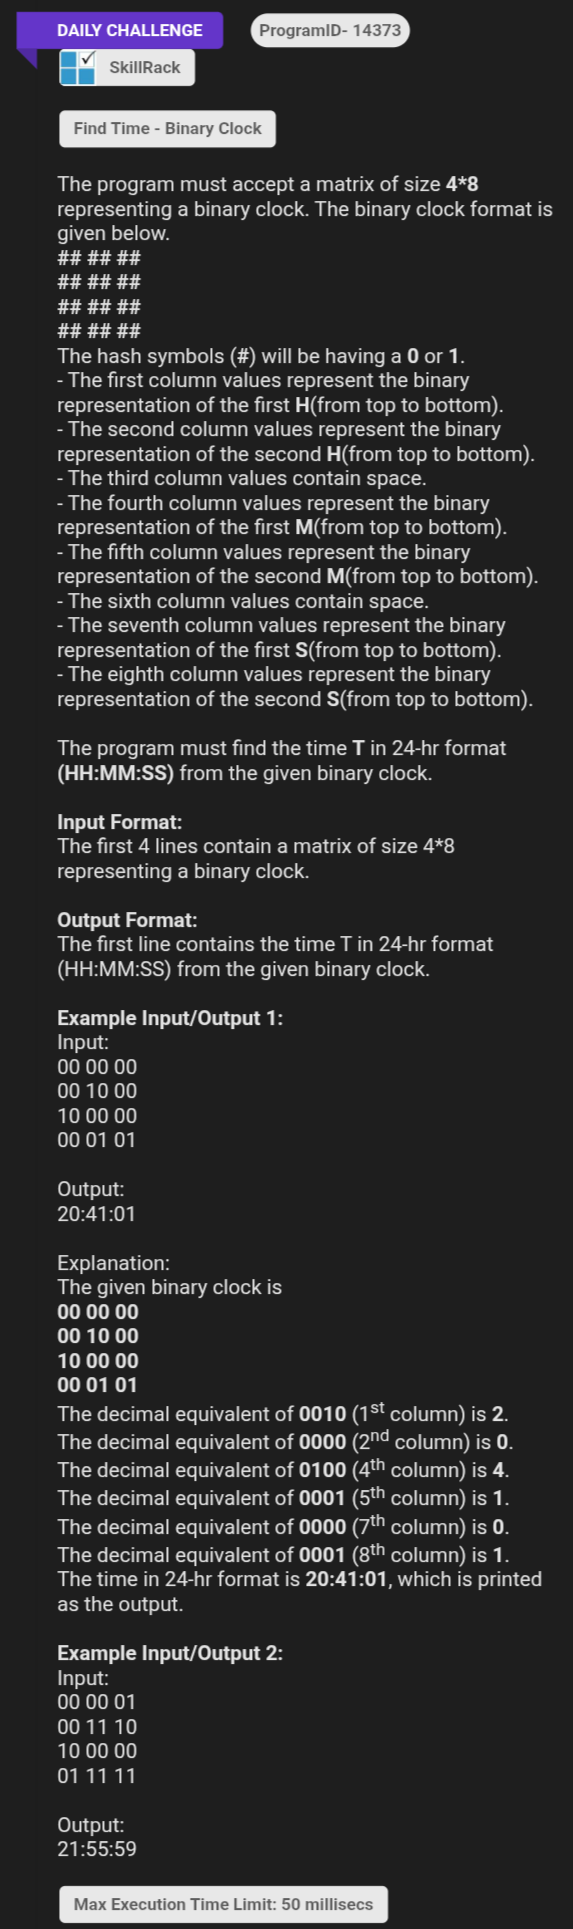 DAILY CHALLENGE
ProgramID- 14373
SkillRack
Find Time - Binary Clock
The program must accept a matrix of size 4*8
representing a binary clock. The binary clock format is
given below.
## ## ##
## ## ##
## ## ##
## ## ##
The hash symbols (#) will be having a 0 or 1.
- The first column values represent the binary
representation of the first H(from top to bottom).
- The second column values represent the binary
representation of the second H(from top to bottom).
- The third column values contain space.
- The fourth column values represent the binary
representation of the first M(from top to bottom).
- The fifth column values represent the binary
representation of the second M(from top to bottom).
- The sixth column values contain space.
- The seventh column values represent the binary
representation of the first S(from top to bottom).
- The eighth column values represent the binary
representation of the second S(from top to bottom).
The program must find the time T in 24-hr format
(HH:MM:SS) from the given binary clock.
Input Format:
The first 4 lines contain a matrix of size 4*8
representing a binary clock.
Output Format:
The first line contains the time T in 24-hr format
(HH:MM:SS) from the given binary clock.
Example Input/Output 1:
Input:
00 00 00
00 10 00
10 00 00
00 01 01
Output:
20:41:01
Explanation:
The given binary clock is
00 00 00
00 10 00
10 00 00
00 01 01
The decimal equivalent of 0010 (1st column) is 2.
The decimal equivalent of 0000 (2nd column) is 0.
The decimal equivalent of 0100 (4th column) is 4.
The decimal equivalent of 0001 (5th column) is 1.
The decimal equivalent of 0000 (7th column) is 0.
The decimal equivalent of 0001 (8th column) is 1.
The time in 24-hr format is 20:41:01, which is printed
as the output.
Example Input/Output 2:
Input:
00 00 01
00 11 10
10 00 00
01 11 11
Output:
21:55:59
Max Execution Time Limit: 50 millisecs